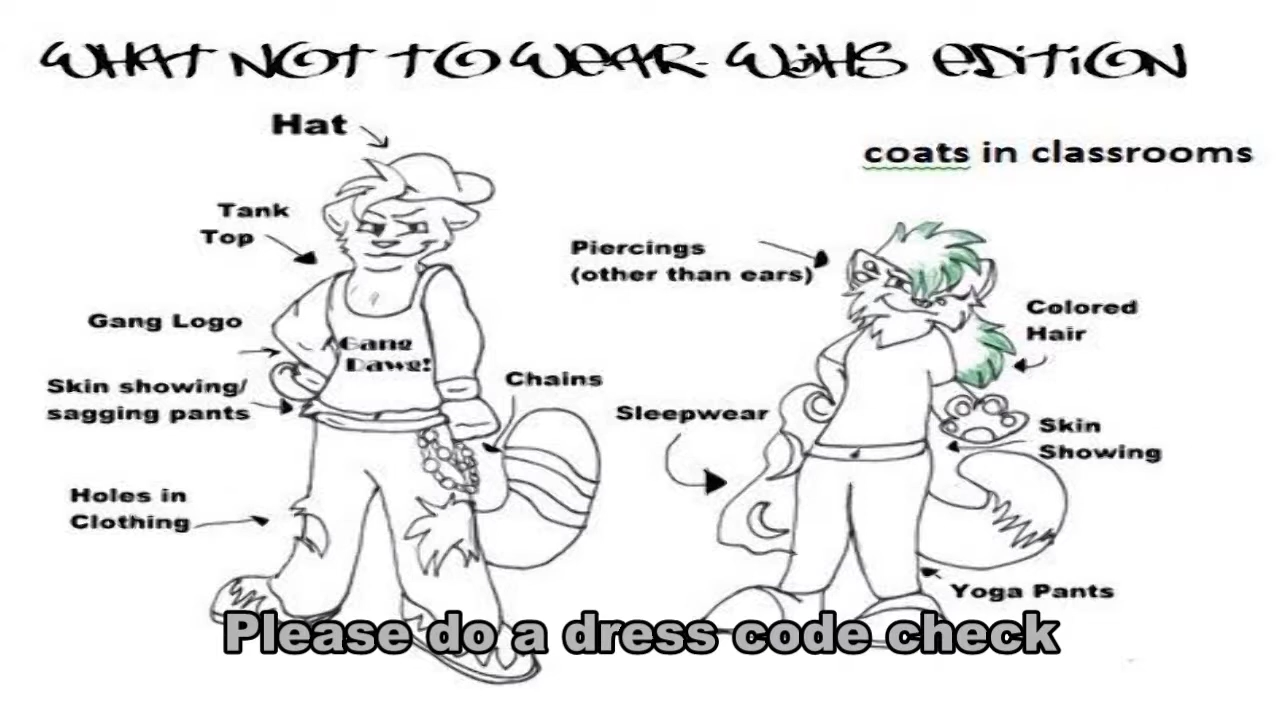 WHAT NOT TO WEAR- WJHS EDITION
Hat
coats in classrooms
Tank
Top
Piercings
(other than ears)
Gang Logo
Colored
Hair
Gang
Dawg!
Skin showing/
sagging pants
Chains
Sleepwear
Skin
Showing
Holes in
Clothing
Yoga Pants
Please do a dress code check